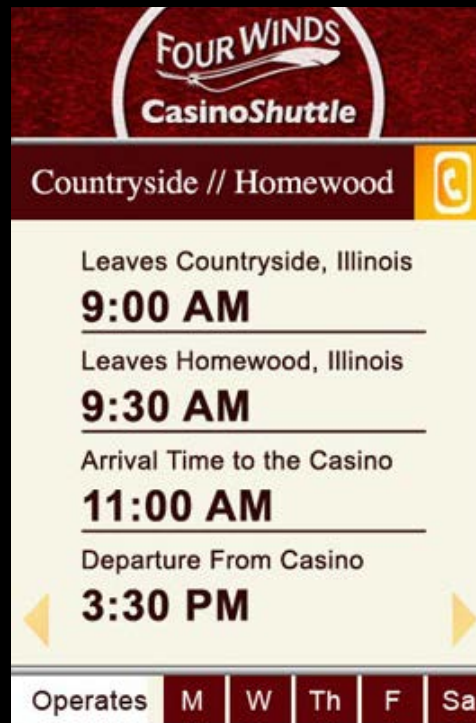 FOUR WINDS
CasinoShuttle
Countryside // Homewood
Leaves Countryside, Illinois
9:00 AM
Leaves Homewood, Illinois
9:30 AM
Arrival Time to the Casino
11:00 AM
Departure From Casino
3:30 PM
Operates M W Th F Sa